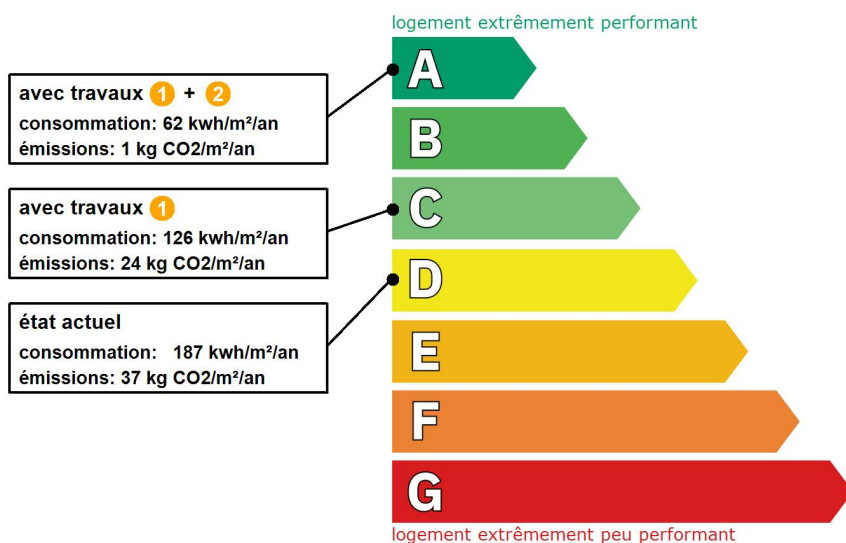 logement extrêmement performant
avec travaux 1 + 2
consommation: 62 kwh/m²/an
émissions: 1 kg CO2/m²/an
avec travaux 1
consommation: 126 kwh/m²/an
émissions: 24 kg CO2/m²/an
état actuel
consommation: 187 kwh/m²/an
émissions: 37 kg CO2/m²/an
A
B
C
D
E
F
G
logement extrêmement peu performant